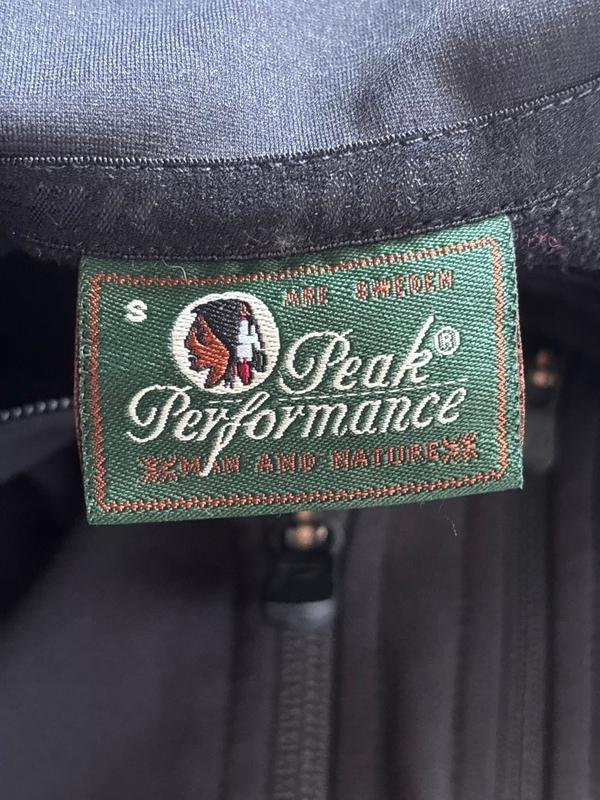 S
ARE SWEDEN
Peak®
Performance
MAN AND NATURE